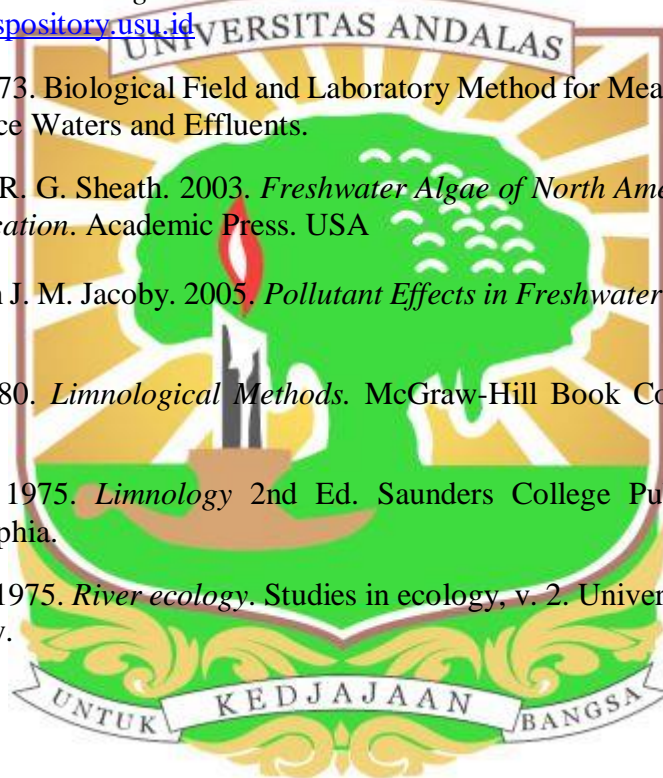 spository.usu.id
UNIVERSITAS ANDALAS
73. Biological Field and Laboratory Method for Mea
ce Waters and Effluents.
R. G. Sheath. 2003. Freshwater Algae of North Ame
cation. Academic Press. USA
J. M. Jacoby. 2005. Pollutant Effects in Freshwater
80. Limnological Methods. McGraw-Hill Book Co
1975. Limnology 2nd Ed. Saunders College Pu
phia.
1975. River ecology. Studies in ecology, v. 2. Univer
y.
UNTUK KEDJAJAAN BANGSA